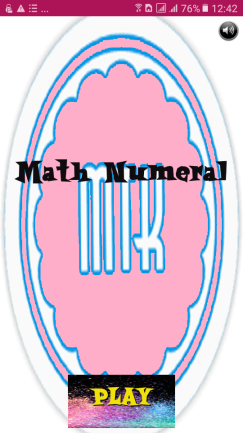 76% 12:42
Math Numeral
MK
PLAY